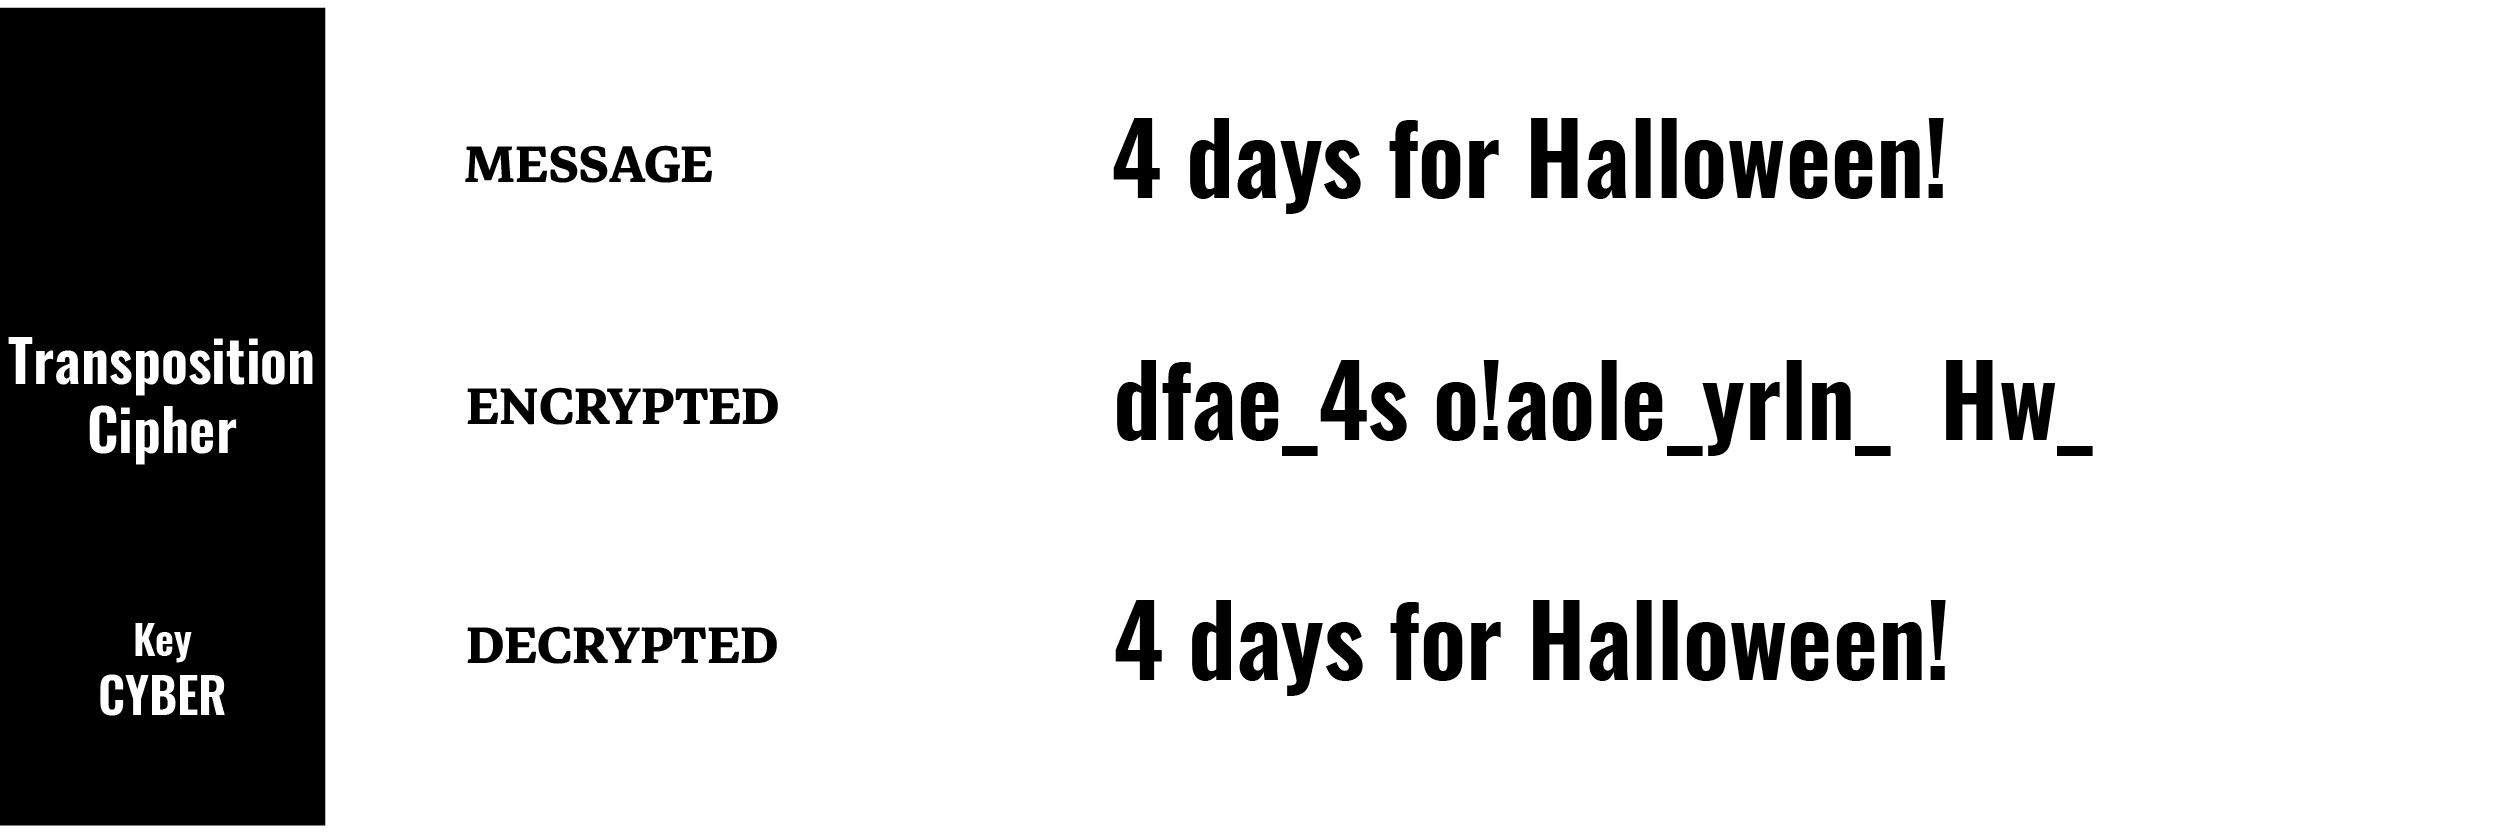 4 days for Halloween!
MESSAGE
Transposition
Cipher
ENCRYPTED
dfae_4s o!aole_yrln_  Hw_
Key
CYBER
DECRYPTED
4 days for Halloween!